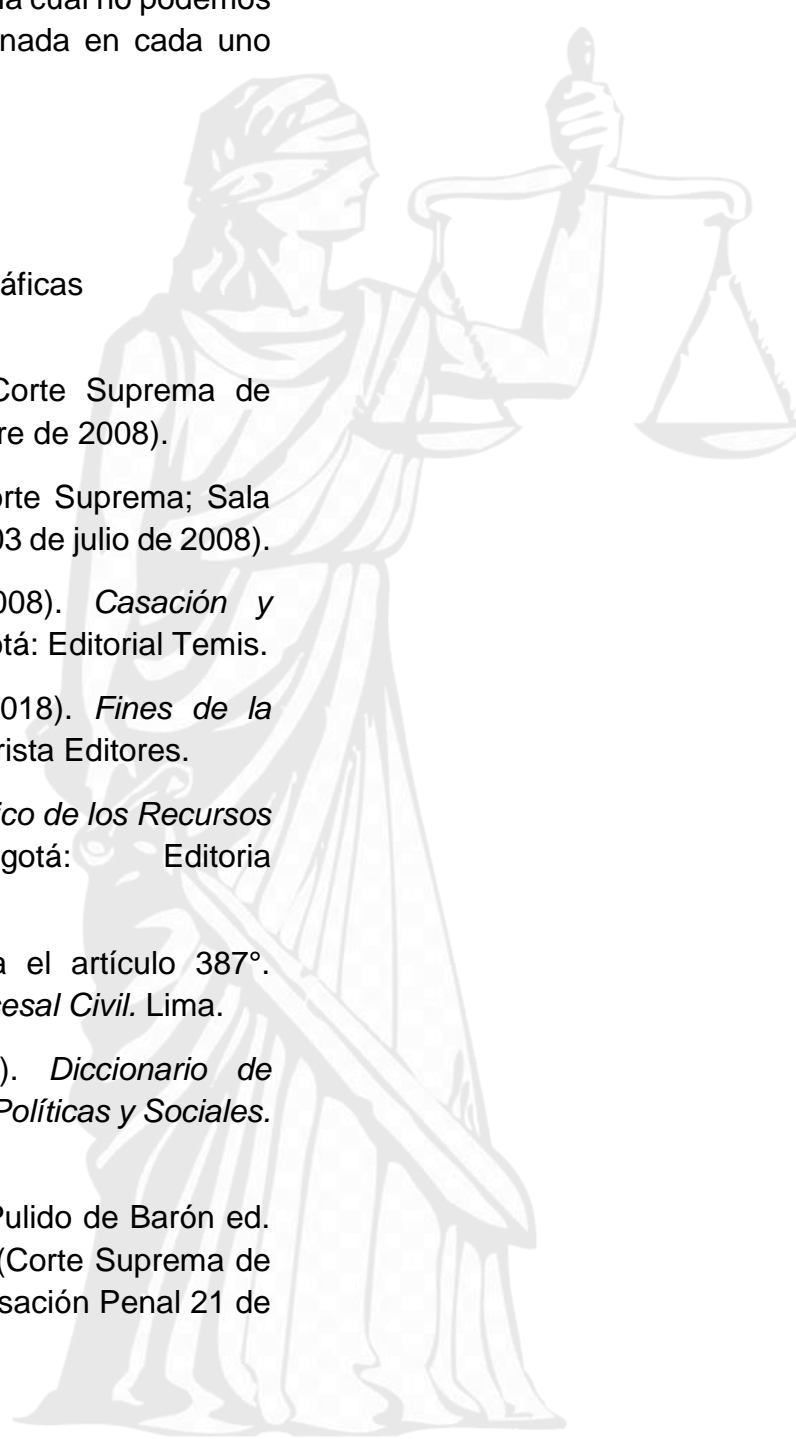 la cual no podemos
nada en cada uno
áficas
Corte Suprema de
re de 2008).
rte Suprema; Sala
03 de julio de 2008).
008). Casación y
otá: Editorial Temis.
018). Fines de la
rista Editores.
ico de los Recursos
gotá: Editoria
a el artículo 387°.
cesal Civil. Lima.
). Diccionario de
Políticas y Sociales.
Pulido de Barón ed.
(Corte Suprema de
sación Penal 21 de